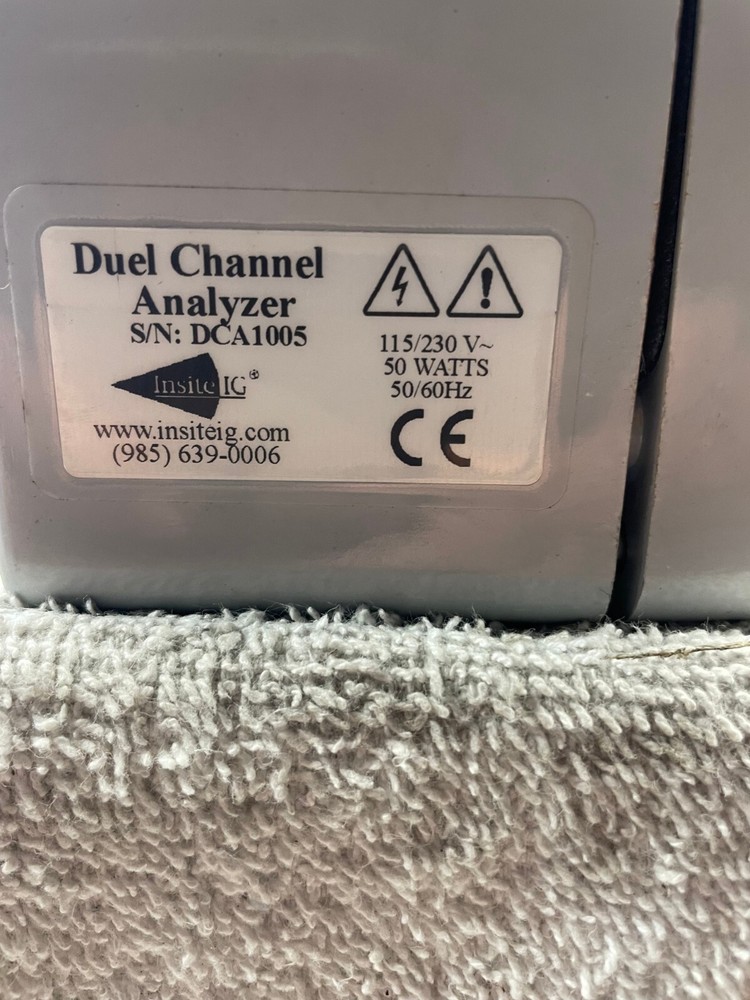 Duel Channel
Analyzer
S/N: DCA1005
Insite IG®
www.insiteig.com
(985) 639-0006
115/230 V~
50 WATTS
50/60Hz
CE